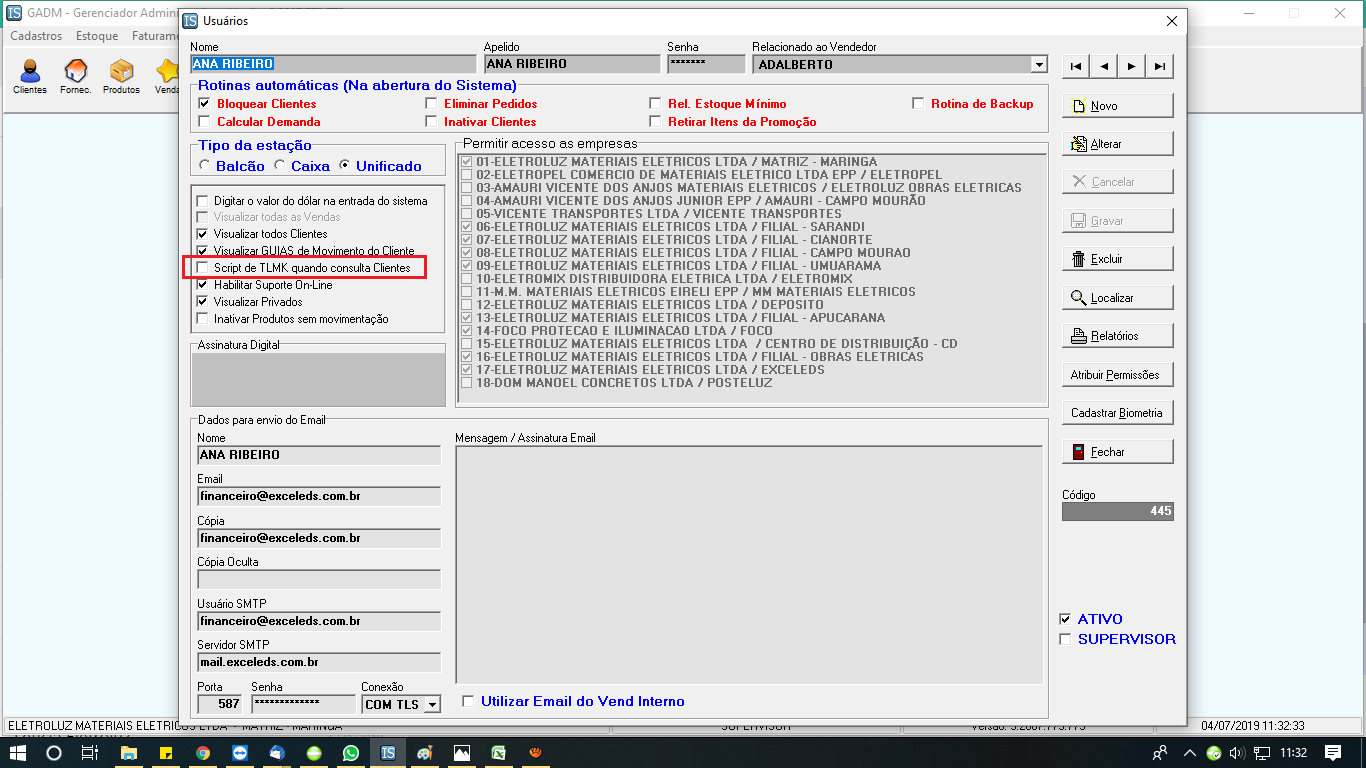 GADM - Gerenciador Admin
Usuários
Cadastros Estoque Faturam
Clientes Fornec. Produtos Venda
Nome Apelido Senha Relacionado ao Vendedor
ANA RIBEIRO ANA RIBEIRO ******* ADALBERTO
Rotinas automáticas (Na abertura do Sistema)
Bloquear Clientes Eliminar Pedidos Rel. Estoque Mínimo Rotina de Backup
Calcular Demanda Inativar Clientes Retirar Itens da Promoção
Tipo da estação
Balcão Caixa Unificado
Digitar o valor do dólar na entrada do sistema
Visualizar todas as Vendas
Visualizar todos Clientes
Visualizar GUIAS de Movimento do Cliente
Script de TLMK quando consulta Clientes
Habilitar Suporte On-Line
Visualizar Privados
Inativar Produtos sem movimentação
Assinatura Digital
Permitir acesso as empresas
01-ELETROLUZ MATERIAIS ELETRICOS LTDA / MATRIZ - MARINGA
02-ELETROPEL COMERCIO DE MATERIAIS ELETRICO LTDA EPP / ELETROPEL
03-AMAURI VICENTE DOS ANJOS MATERIAIS ELETRICOS / ELETROLUZ OBRAS ELETRICAS
04-AMAURI VICENTE DOS ANJOS JUNIOR EPP / AMAURI - CAMPO MOURÃO
05-VICENTE TRANSPORTES LTDA / VICENTE TRANSPORTES
06-ELETROLUZ MATERIAIS ELETRICOS LTDA / FILIAL - SARANDI
07-ELETROLUZ MATERIAIS ELETRICOS LTDA / FILIAL - CIANORTE
08-ELETROLUZ MATERIAIS ELETRICOS LTDA / FILIAL - CAMPO MOURAO
09-ELETROLUZ MATERIAIS ELETRICOS LTDA / FILIAL - UMUARAMA
10-ELETROMIX DISTRIBUIDORA ELETRICA LTDA / ELETROMIX
11-M.M. MATERIAIS ELETRICOS EIRELI EPP / MM MATERIAIS ELETRICOS
12-ELETROLUZ MATERIAIS ELETRICOS LTDA / DEPOSITO
13-ELETROLUZ MATERIAIS ELETRICOS LTDA / FILIAL - APUCARANA
14-FOCO PROTECAO E ILUMINACAO LTDA / FOCO
15-ELETROLUZ MATERIAIS ELETRICOS LTDA / CENTRO DE DISTRIBUIÇÃO - CD
16-ELETROLUZ MATERIAIS ELETRICOS LTDA / FILIAL - OBRAS ELETRICAS
17-ELETROLUZ MATERIAIS ELETRICOS LTDA / EXCELEDS
18-DOM MANOEL CONCRETOS LTDA / POSTELUZ
Novo
Alterar
Cancelar
Gravar
Excluir
Localizar
Relatórios
Atribuir Permissões
Cadastrar Biometria
Fechar
Código
445
ATIVO
SUPERVISOR
Dados para envio do Email
Nome
ANA RIBEIRO
Email
financeiro@exceleds.com.br
Cópia
financeiro@exceleds.com.br
Cópia Oculta
Usuário SMTP
financeiro@exceleds.com.br
Servidor SMTP
mail.exceleds.com.br
Porta Senha Conexão
587 ************* COM TLS
Mensagem / Assinatura Email
Utilizar Email do Vend Interno
ELETROLUZ MATERIAIS ELETRICOS LTDA - MATRIZ - MARINGA SUPERVISOR 04/07/2019 11:32:33
11:32